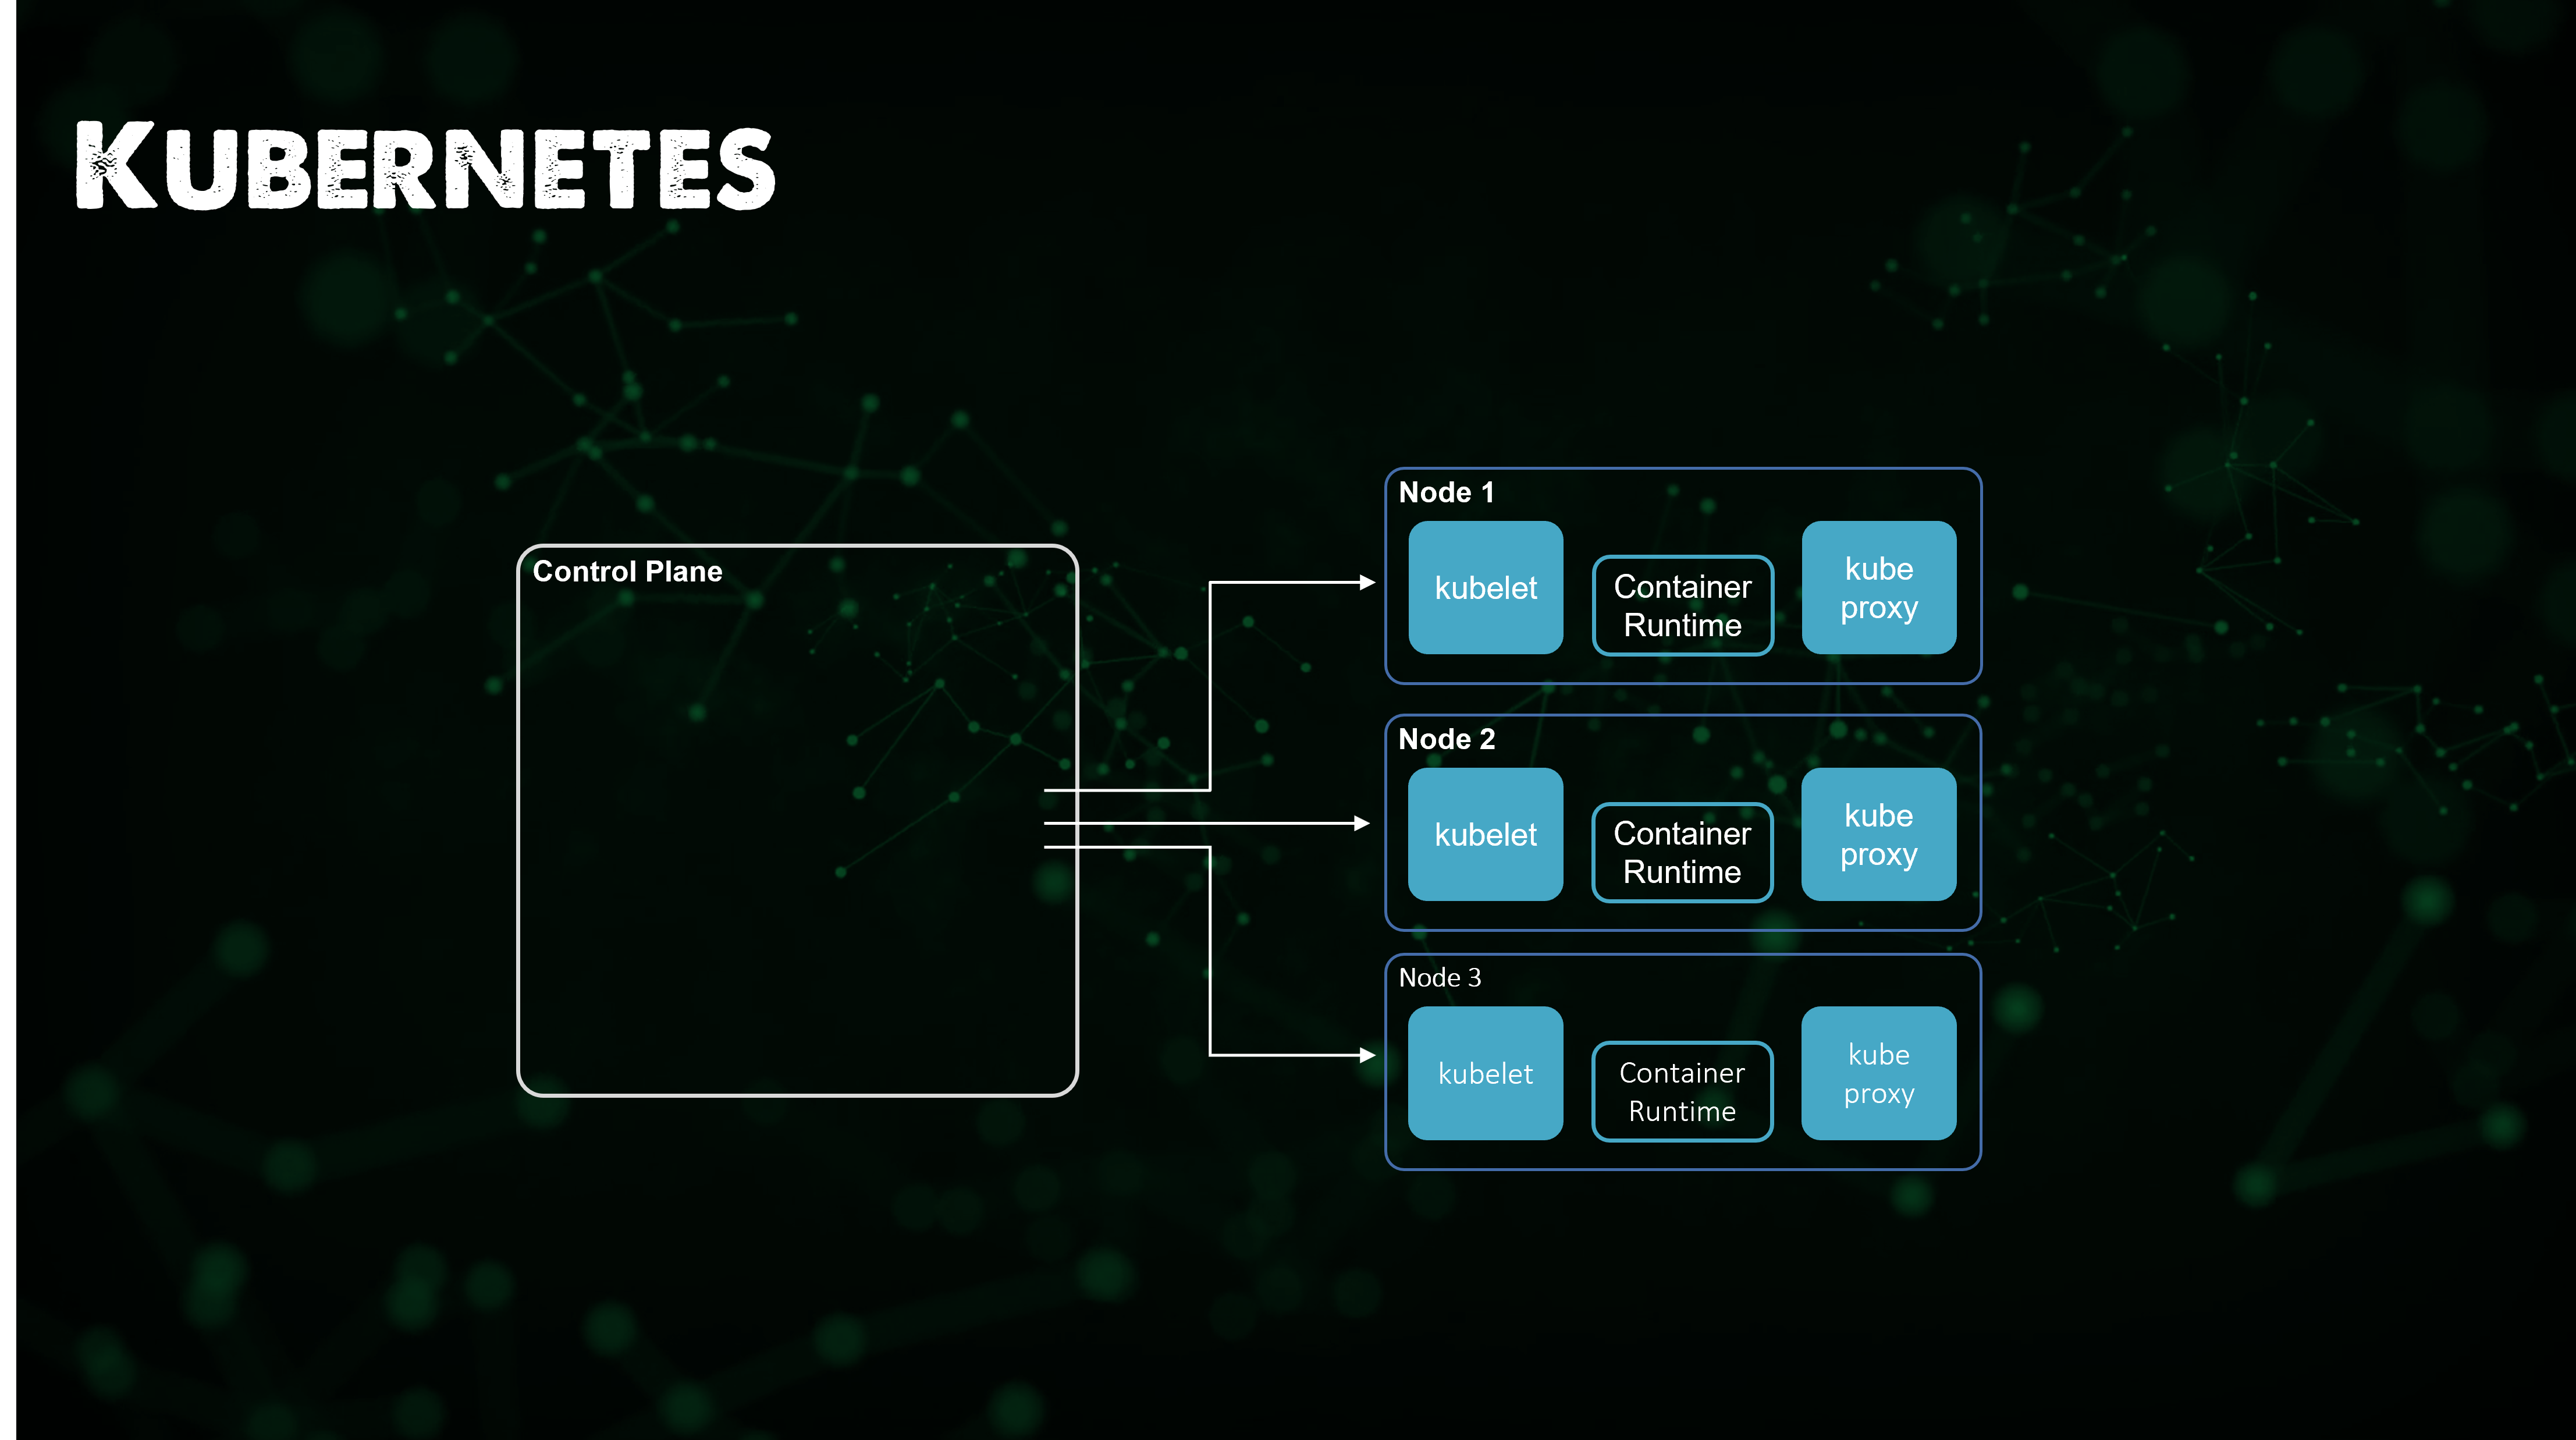 KUBERNETES
Control Plane
Node 1
kubelet
Container
Runtime
kube
proxy
Node 2
kubelet
Container
Runtime
kube
proxy
Node 3
kubelet
Container
Runtime
kube
proxy